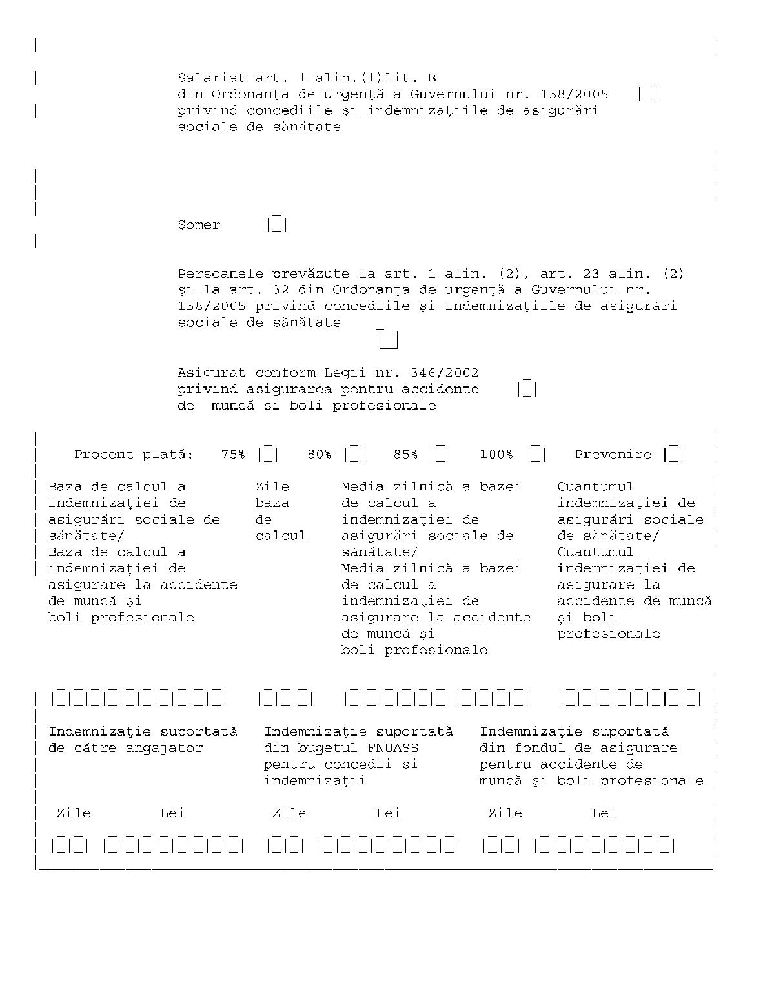 Salariat art. 1 alin.(1)lit. B
din Ordonanţa de urgenţă a Guvernului nr. 158/2005 |_|
privind concediile şi indemnizaţiile de asigurări
sociale de sănătate
Şomer |_|
Persoanele prevăzute la art. 1 alin. (2), art. 23 alin. (2)
şi la art. 32 din Ordonanţa de urgenţă a Guvernului nr.
158/2005 privind concediile şi indemnizaţiile de asigurări
sociale de sănătate
Asigurat conform Legii nr. 346/2002
privind asigurarea pentru accidente |_|
de muncă şi boli profesionale
Procent plată: 75% |_| 80% |_| 85% |_| 100% |_| Prevenire |_|
Baza de calcul a Zile Media zilnică a bazei Cuantumul
indemnizaţiei de baza de calcul a indemnizaţiei de
asigurări sociale de de indemnizaţiei de asigurări sociale
sănătate/ calcul asigurări sociale de de sănătate/
Baza de calcul a sănătate/ Cuantumul
indemnizaţiei de Media zilnică a bazei indemnizaţiei de
asigurare la accidente de calcul a asigurare la
de muncă şi indemnizaţiei de accidente de muncă
boli profesionale asigurare la accidente şi boli
de muncă şi profesionale
boli profesionale
|_|_|_|_|_|_|_|_|_|_| |_|_|_| |_|_|_|_|_|_||_|_|_|_| |_|_|_|_|_|_|_|_|
Indemnizaţie suportată Indemnizaţie suportată Indemnizaţie suportată
de către angajator din bugetul FNUASS din fondul de asigurare
pentru concedii şi pentru accidente de
indemnizaţii muncă şi boli profesionale
Zile Lei Zile Lei Zile Lei
|_|_| |_|_|_|_|_|_|_|_| |_|_| |_|_|_|_|_|_|_|_| |_|_| |_|_|_|_|_|_|_|_|